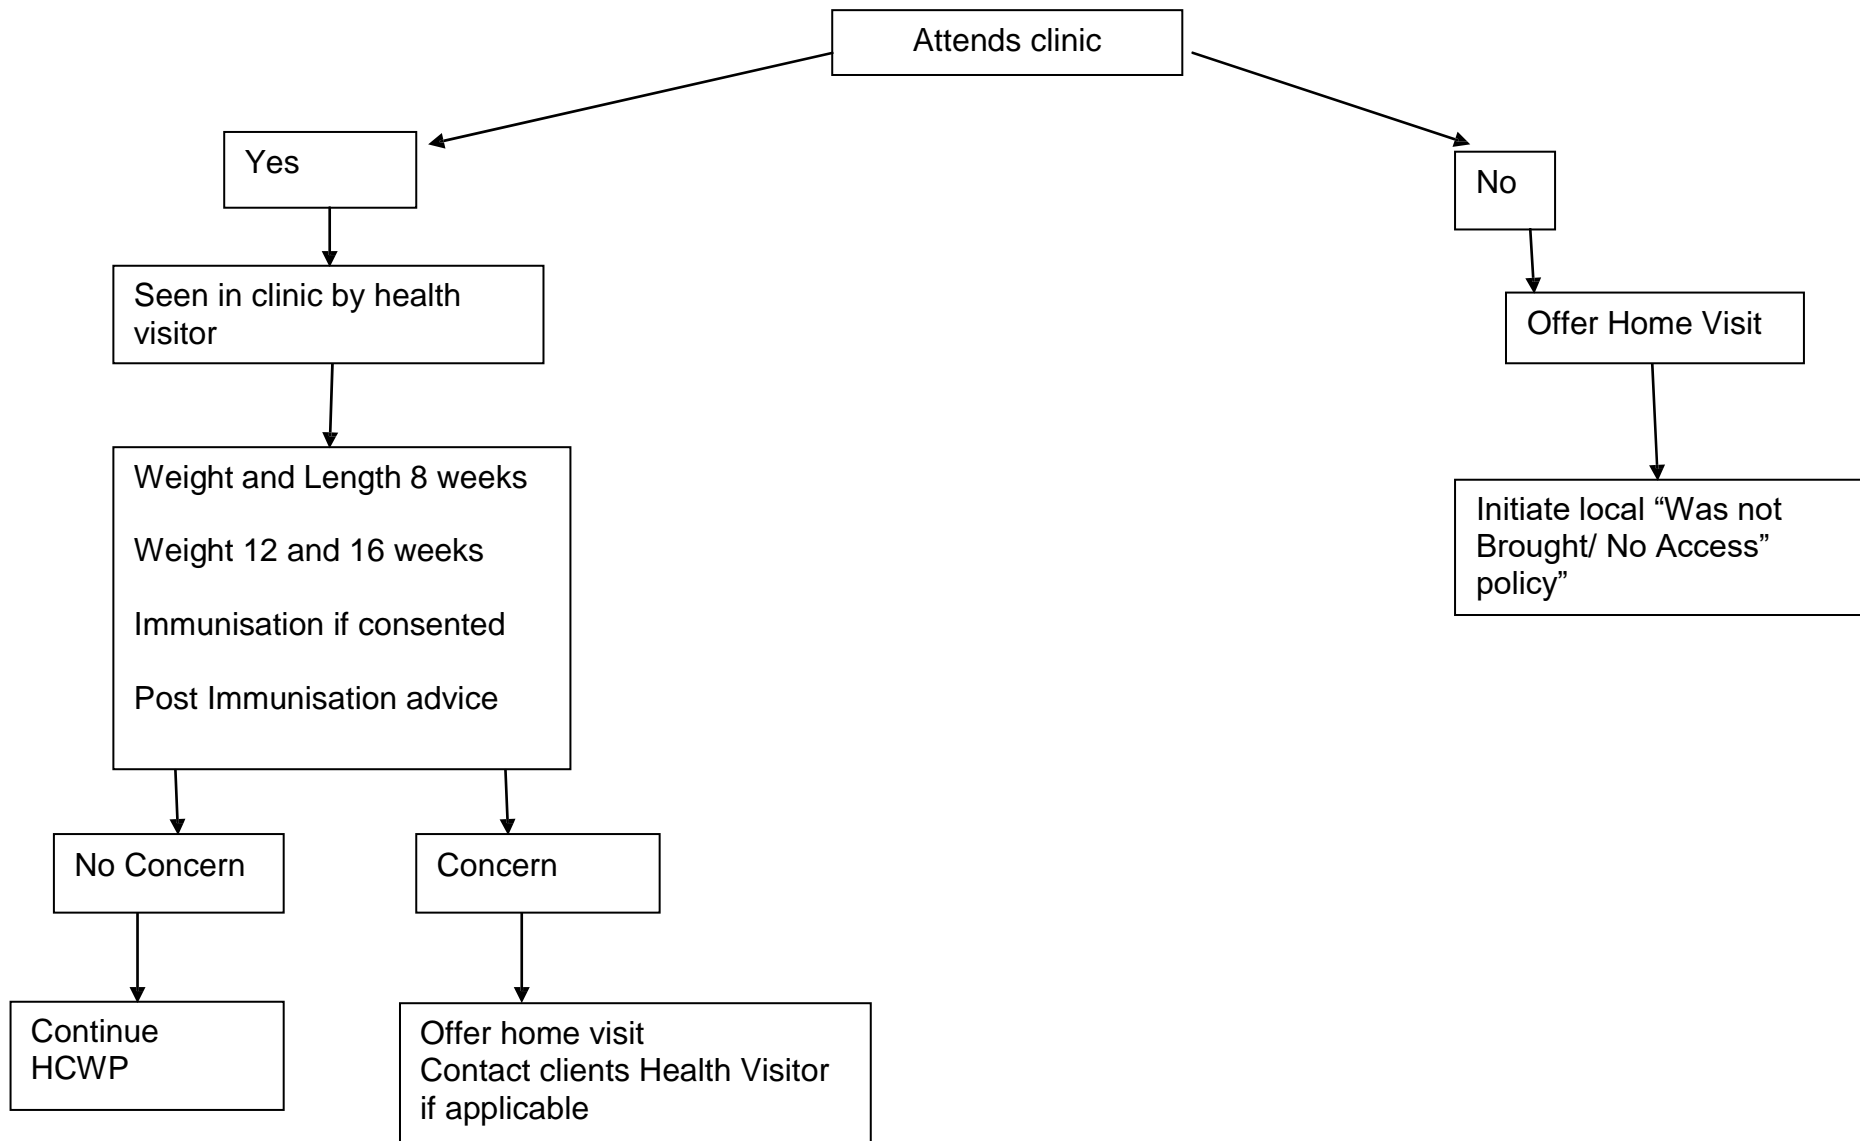 Attends clinic
Yes
No
Seen in clinic by health
visitor
Offer Home Visit
Weight and Length 8 weeks
Weight 12 and 16 weeks
Immunisation if consented
Post Immunisation advice
Initiate local “Was not
Brought/ No Access”
policy”
No Concern
Concern
Continue
HCWP
Offer home visit
Contact clients Health Visitor
if applicable